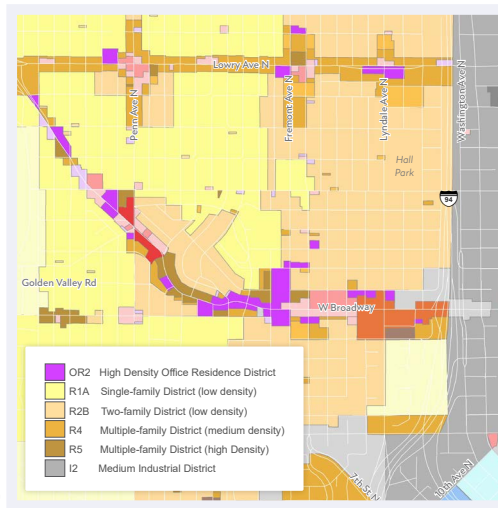 Lowry Ave N
Penn Ave N
Fremont Ave N
Lyndale Ave N
Washington Ave N
Hall
Park
94
Golden Valley Rd
W Broadway
OR2 High Density Office Residence District
R1A Single-family District (low density)
R2B Two-family District (low density)
R4 Multiple-family District (medium density)
R5 Multiple-family District (high Density)
I2 Medium Industrial District
7th St N
10th Ave N